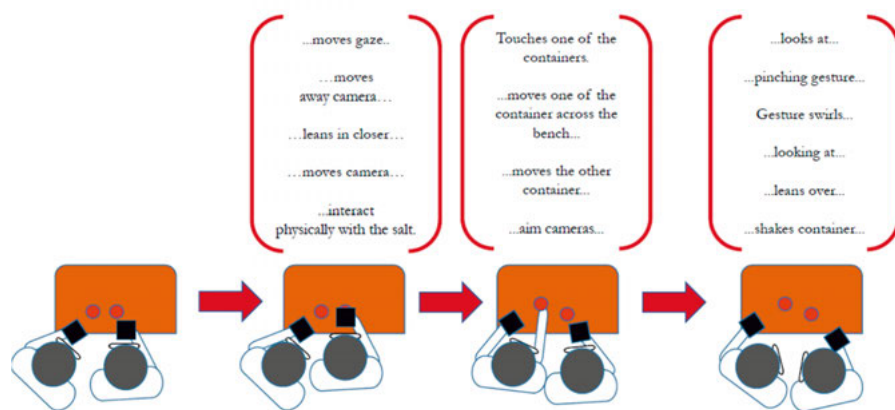 ...moves gaze..
…moves
away camera…
…leans in closer…
…moves camera…
...interact
physically with the salt.
Touches one of the
containers.
...moves one of the
container across the
bench...
...moves the other
container...
...aim cameras...
...looks at...
...pinching gesture...
Gesture swirls...
...looking at...
...leans over...
...shakes container...